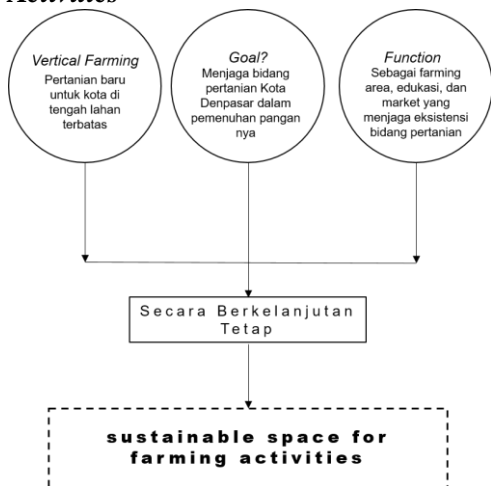 Activities
Vertical Farming
Pertanian baru
untuk kota di
tengah lahan
terbatas
Goal?
Menjaga bidang
pertanian Kota
Denpasar dalam
pemenuhan pangan
nya
Function
Sebagai farming
area, edukasi, dan
market yang
menjaga eksistensi
bidang pertanian
Secara Berkelanjutan
Tetap
sustainable space for
farming activities